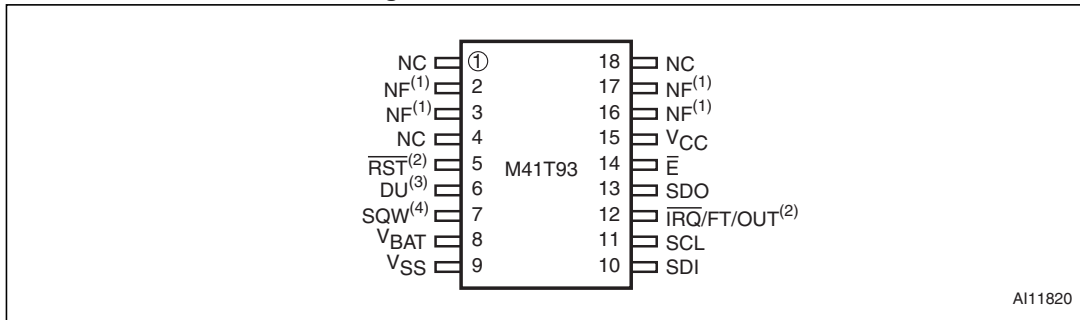 NC ① 18 NC
NF(1) 2 17 NF(1)
NF(1) 3 16 NF(1)
NC 4 15 VCC
R̅S̅T̅(2) 5 M41T93 14 E̅
DU(3) 6 13 SDO
SQW(4) 7 12 I̅R̅Q̅/FT/OUT(2)
VBAT 8 11 SCL
VSS 9 10 SDI
AI11820